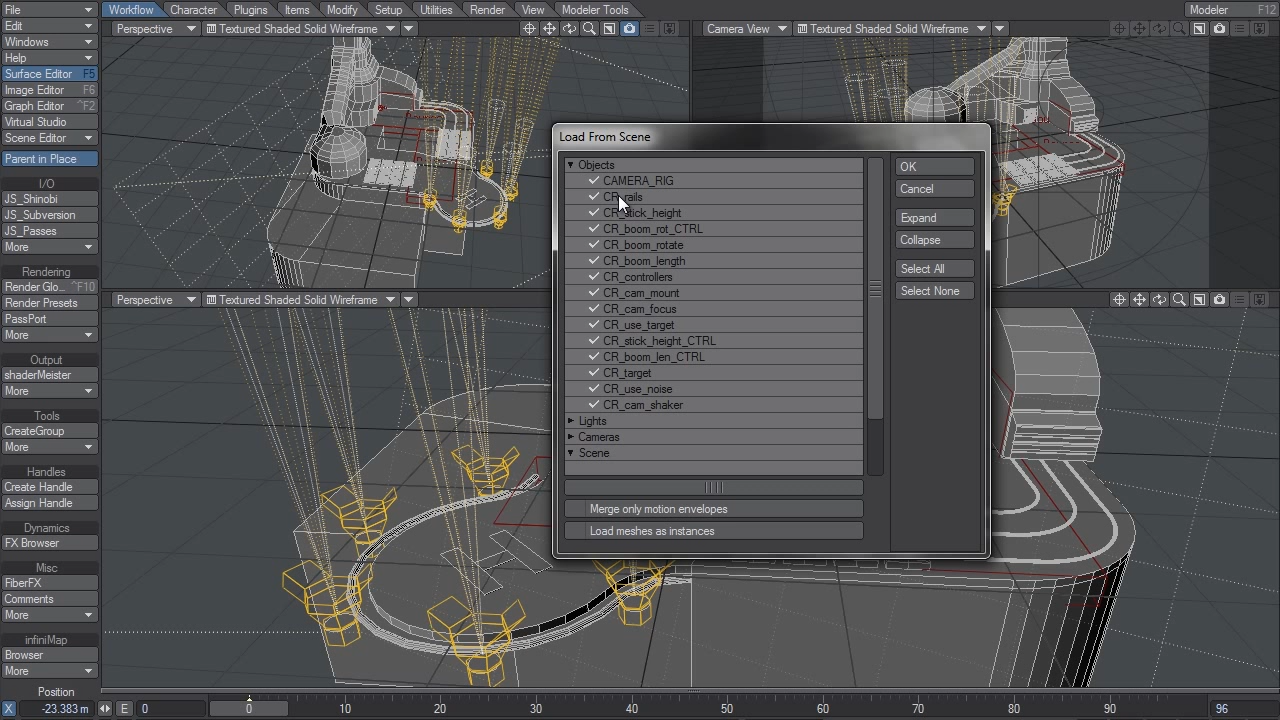 File
Workflow Character Plugins Items Modify Setup Utilities Render View Modeler Tools Modeler F12
Edit
Perspective Textured Shaded Solid Wireframe Camera View Textured Shaded Solid Wireframe
Windows
Help
Surface Editor F5
Image Editor F6
Graph Editor ^F2
Virtual Studio
Scene Editor
Parent in Place
I/O
JS_Shinobi
JS_Subversion
JS_Passes
More
Rendering
Render Glo... ^F10
Render Presets
PassPort
More
Output
shaderMeister
More
Tools
CreateGroup
More
Handles
Create Handle
Assign Handle
Dynamics
FX Browser
Misc
FiberFX
Comments
More
infiniMap
Browser
More
Position
X -23.383 m E 0
Perspective Textured Shaded Solid Wireframe
Load From Scene
Objects
CAMERA_RIG
CR_rails
CR_stick_height
CR_boom_rot_CTRL
CR_boom_rotate
CR_boom_length
CR_controllers
CR_cam_mount
CR_cam_focus
CR_use_target
CR_stick_height_CTRL
CR_boom_len_CTRL
CR_target
CR_use_noise
CR_cam_shaker
Lights
Cameras
Scene
Merge only motion envelopes
Load meshes as instances
OK
Cancel
Expand
Collapse
Select All
Select None
0 10 20 30 40 50 60 70 80 90 96